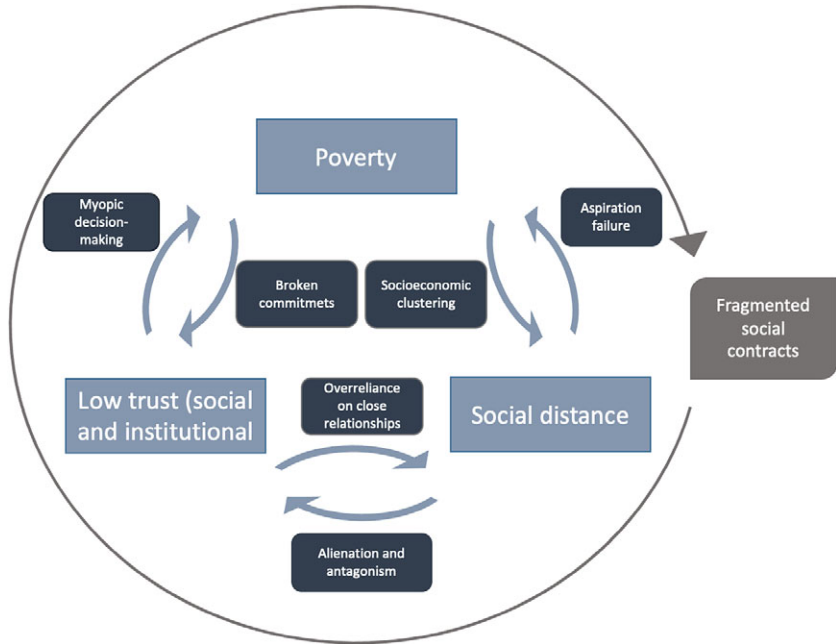 Poverty
Myopic
decision-
making
Aspiration
failure
Broken
commitmets
Socioeconomic
clustering
Fragmented
social
contracts
Low trust (social
and institutional
Overreliance
on close
relationships
Social distance
Alienation and
antagonism